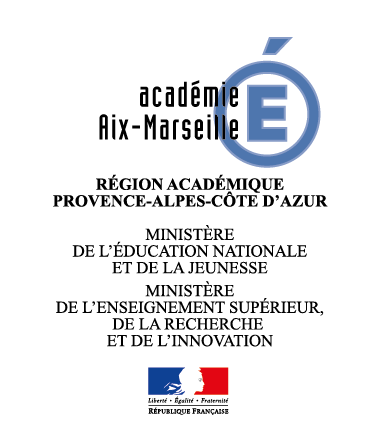 académie
Aix-Marseille
É
RÉGION ACADÉMIQUE
PROVENCE-ALPES-CÔTE D'AZUR
MINISTÈRE
DE L'ÉDUCATION NATIONALE
ET DE LA JEUNESSE
MINISTÈRE
DE L'ENSEIGNEMENT SUPÉRIEUR,
DE LA RECHERCHE
ET DE L'INNOVATION
Liberté • Égalité • Fraternité
RÉPUBLIQUE FRANÇAISE